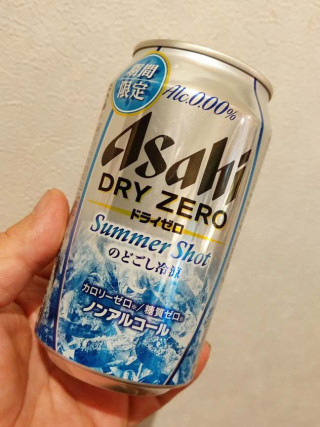 期間
限定
Alc.0.00%
Asahi
DRY ZERO
ドライゼロ
Summer Shot
のどごし冷涼
カロリーゼロ※/糖質ゼロ※
ノンアルコール